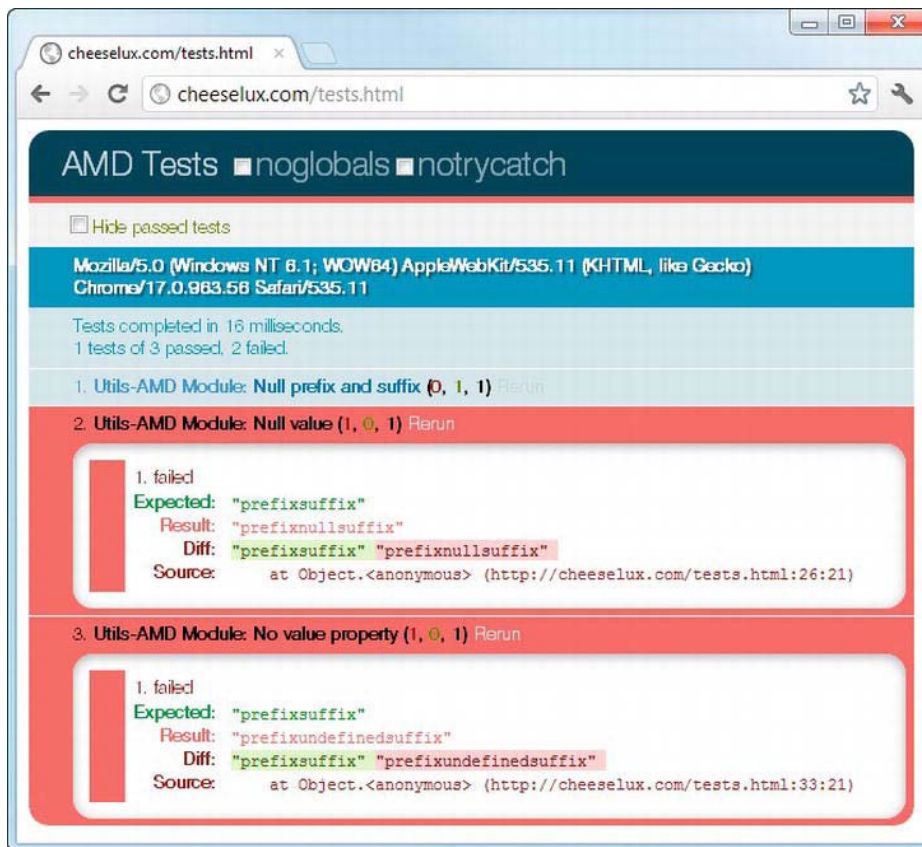 cheeselux.com/tests.html
cheeselux.com/tests.html
AMD Tests noglobals notrycatch
Hide passed tests
Mozilla/5.0 (Windows NT 6.1; WOW64) AppleWebKit/535.11 (KHTML, like Gecko)
Chrome/17.0.963.56 Safari/535.11
Tests completed in 16 milliseconds.
1 tests of 3 passed, 2 failed.
1. Utils-AMD Module: Null prefix and suffix (0, 1, 1) Rerun
2. Utils-AMD Module: Null value (1, 0, 1) Rerun
1. failed
Expected: "prefixsuffix"
Result: "prefixnullsuffix"
Diff: "prefixsuffix" "prefixnullsuffix"
Source: at Object.<anonymous> (http://cheeselux.com/tests.html:26:21)
3. Utils-AMD Module: No value property (1, 0, 1) Rerun
1. failed
Expected: "prefixsuffix"
Result: "prefixundefinedsuffix"
Diff: "prefixsuffix" "prefixundefinedsuffix"
Source: at Object.<anonymous> (http://cheeselux.com/tests.html:33:21)